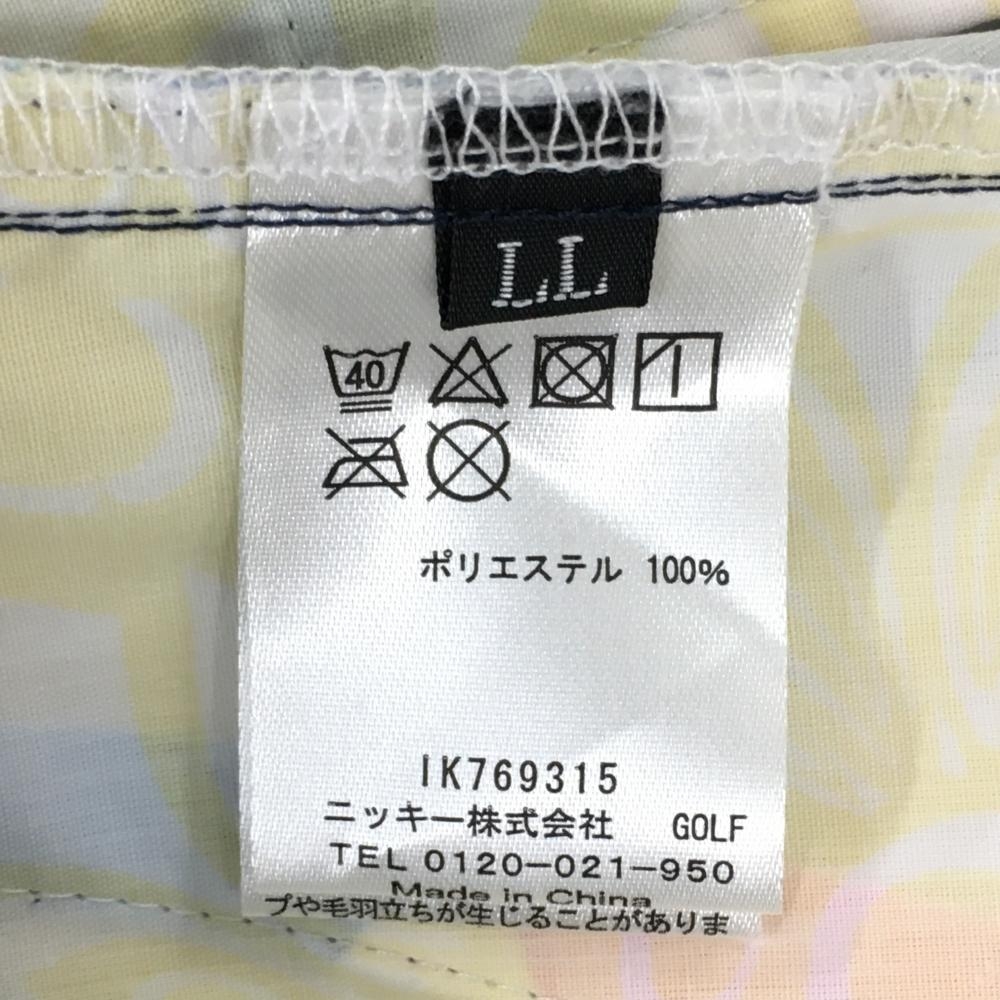 LL
40
ポリエステル 100%
IK769315
ニッキー株式会社 GOLF
TEL 0120-021-950
Made in China
プや毛羽立ちが生じることがありま